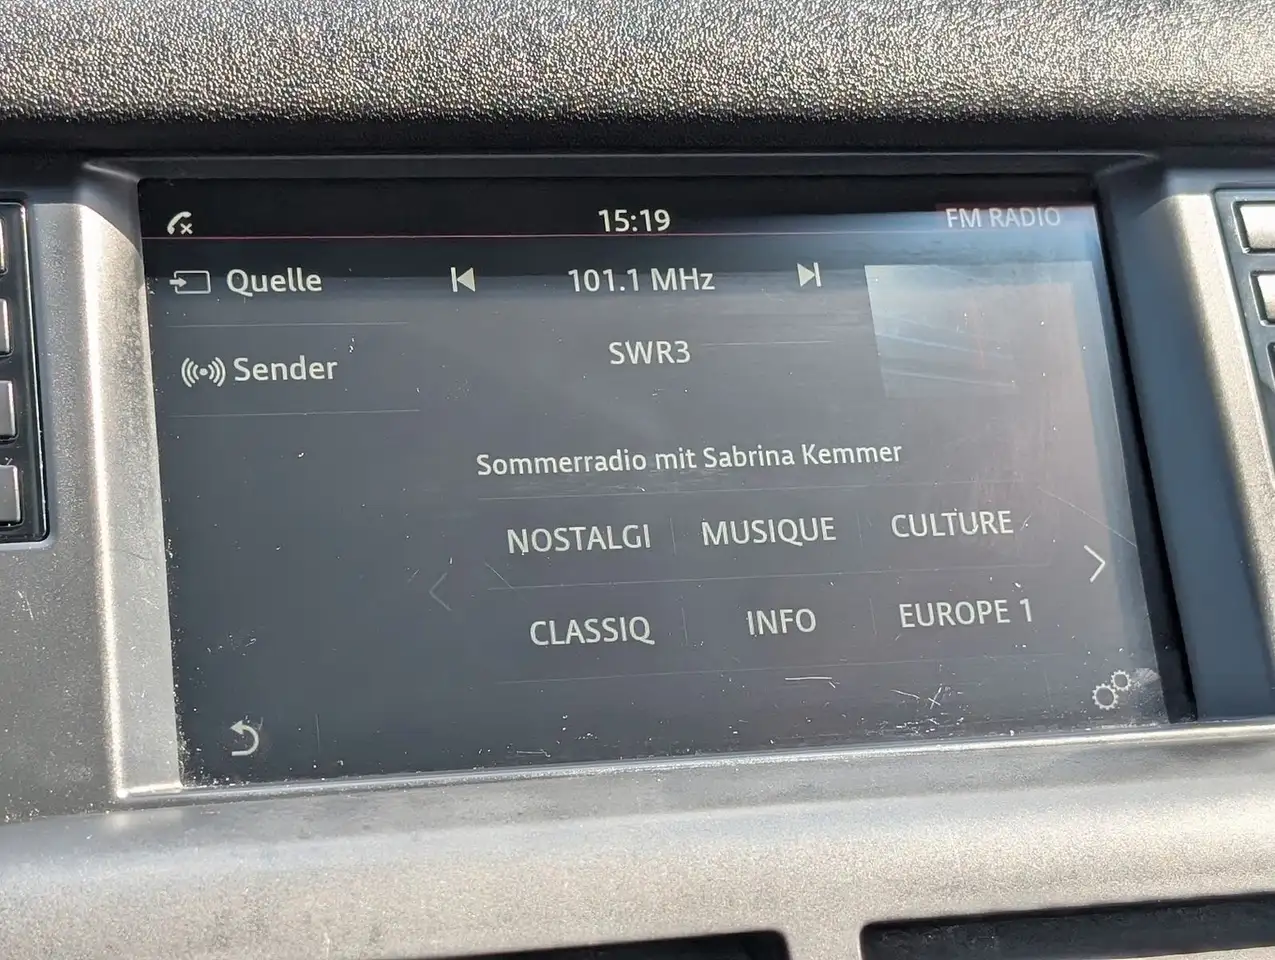 15:19 FM RADIO
Quelle 101.1 MHz
Sender SWR3
Sommerradio mit Sabrina Kemmer
NOSTALGI MUSIQUE CULTURE
CLASSIQ INFO EUROPE 1